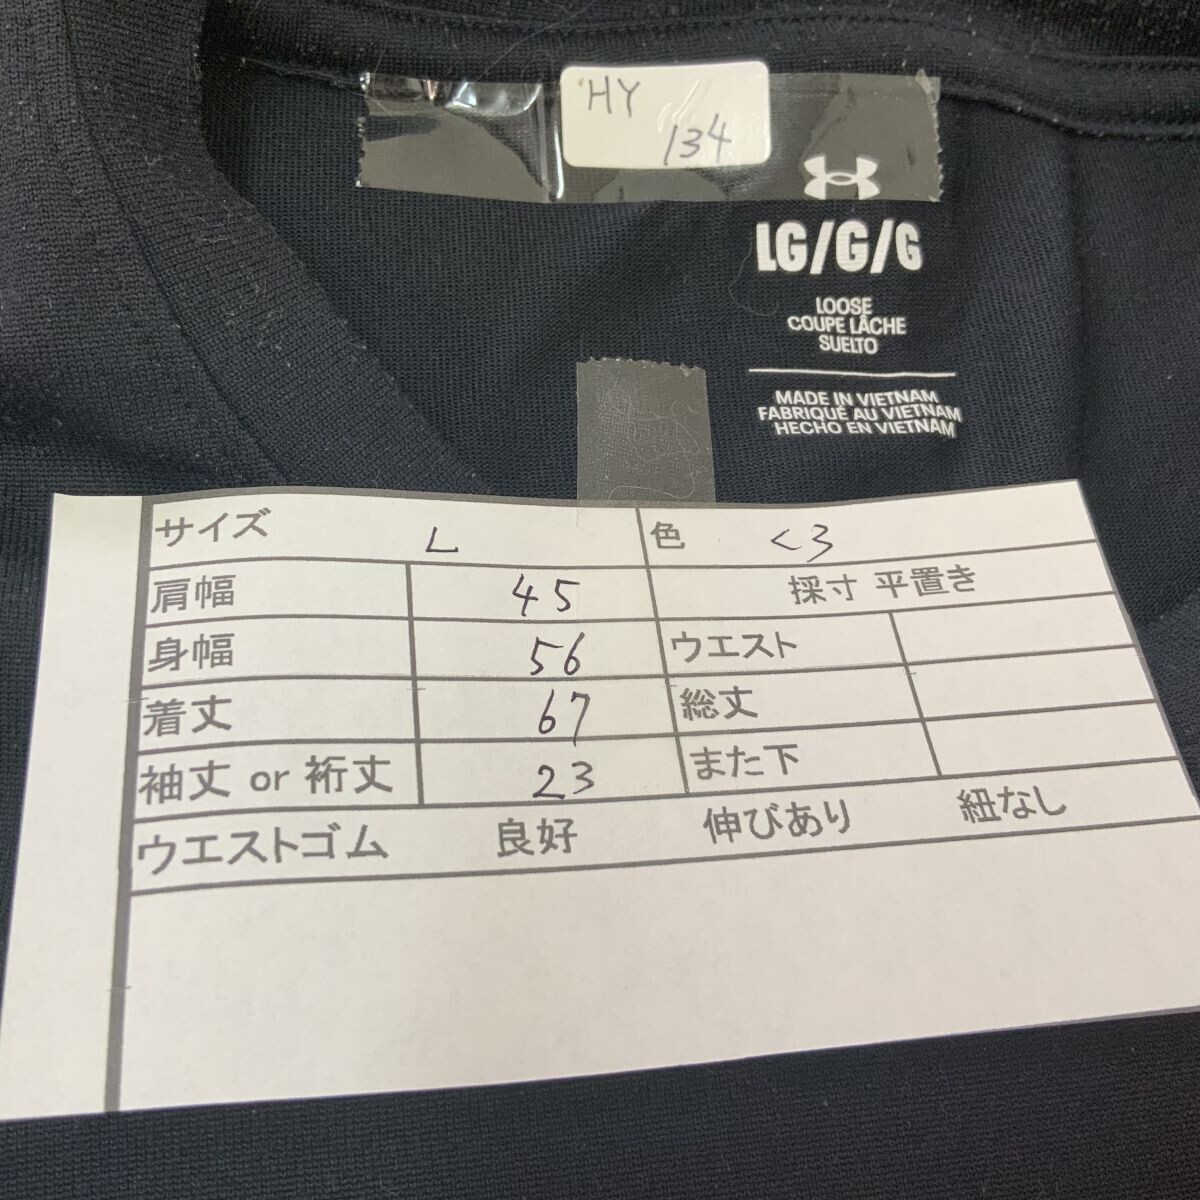 HY
134
LG/G/G
LOOSE
COUPE LÂCHE
SUELTO
MADE IN VIETNAM
FABRIQUÉ AU VIETNAM
HECHO EN VIETNAM
サイズ L 色 くろ
肩幅 45 採寸 平置き
身幅 56 ウエスト
着丈 67 総丈
袖丈 or 裄丈 23 また下
ウエストゴム 良好 伸びあり 紐なし